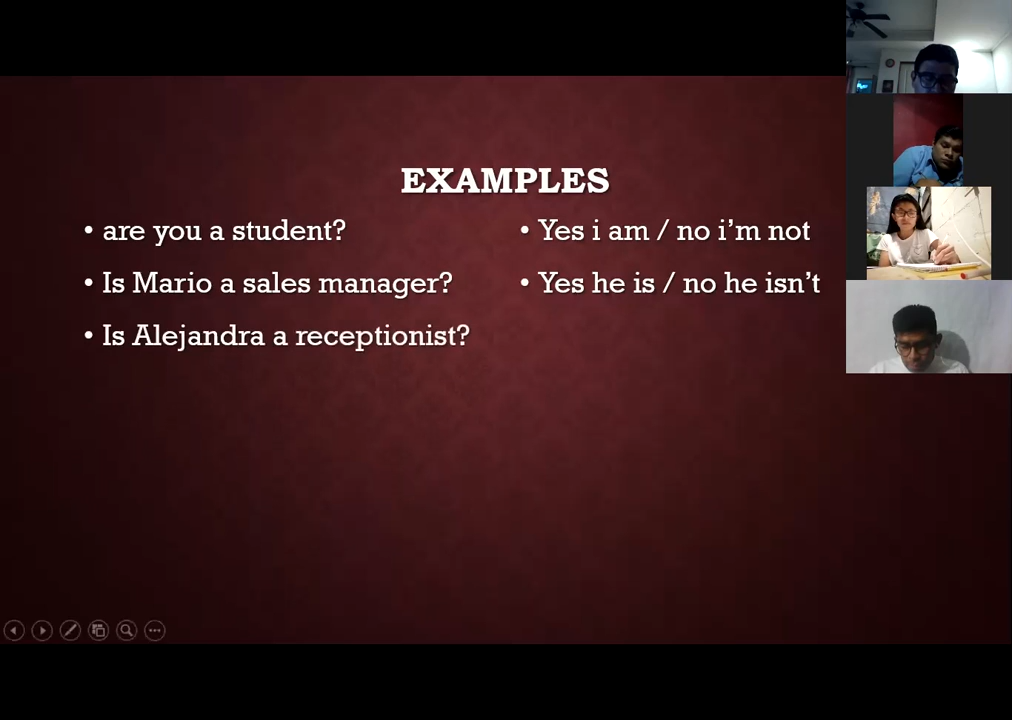 EXAMPLES
• are you a student?
• Is Mario a sales manager?
• Is Alejandra a receptionist?
• Yes i am / no i’m not
• Yes he is / no he isn’t